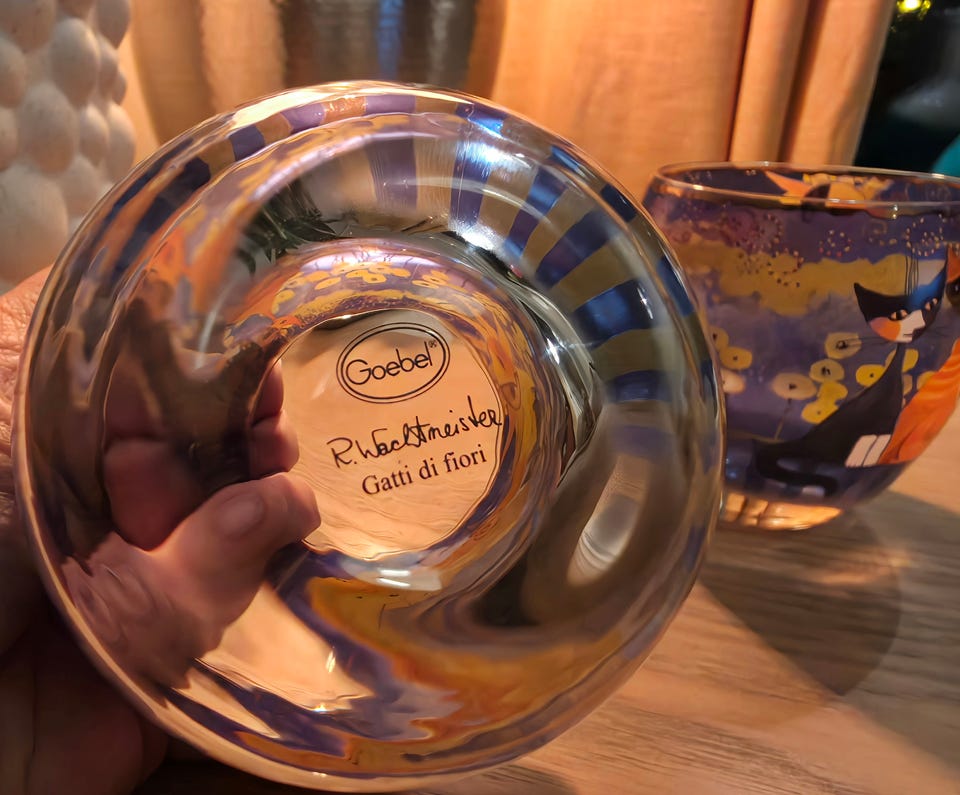 Goebel®
R. Wachtmeister
Gatti di fiori